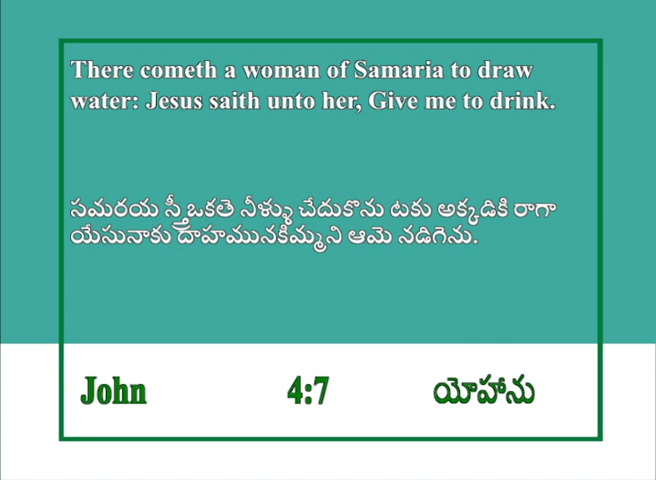 There cometh a woman of Samaria to draw
water: Jesus saith unto her, Give me to drink.
సమరయ స్త్రీఒకతె నీళ్ళు చేదుకొను టకు అక్కడికి రాగా
యేసునాకు దాహమునకిమ్మని ఆమె నడిగెను.
John 4:7 యోహాను